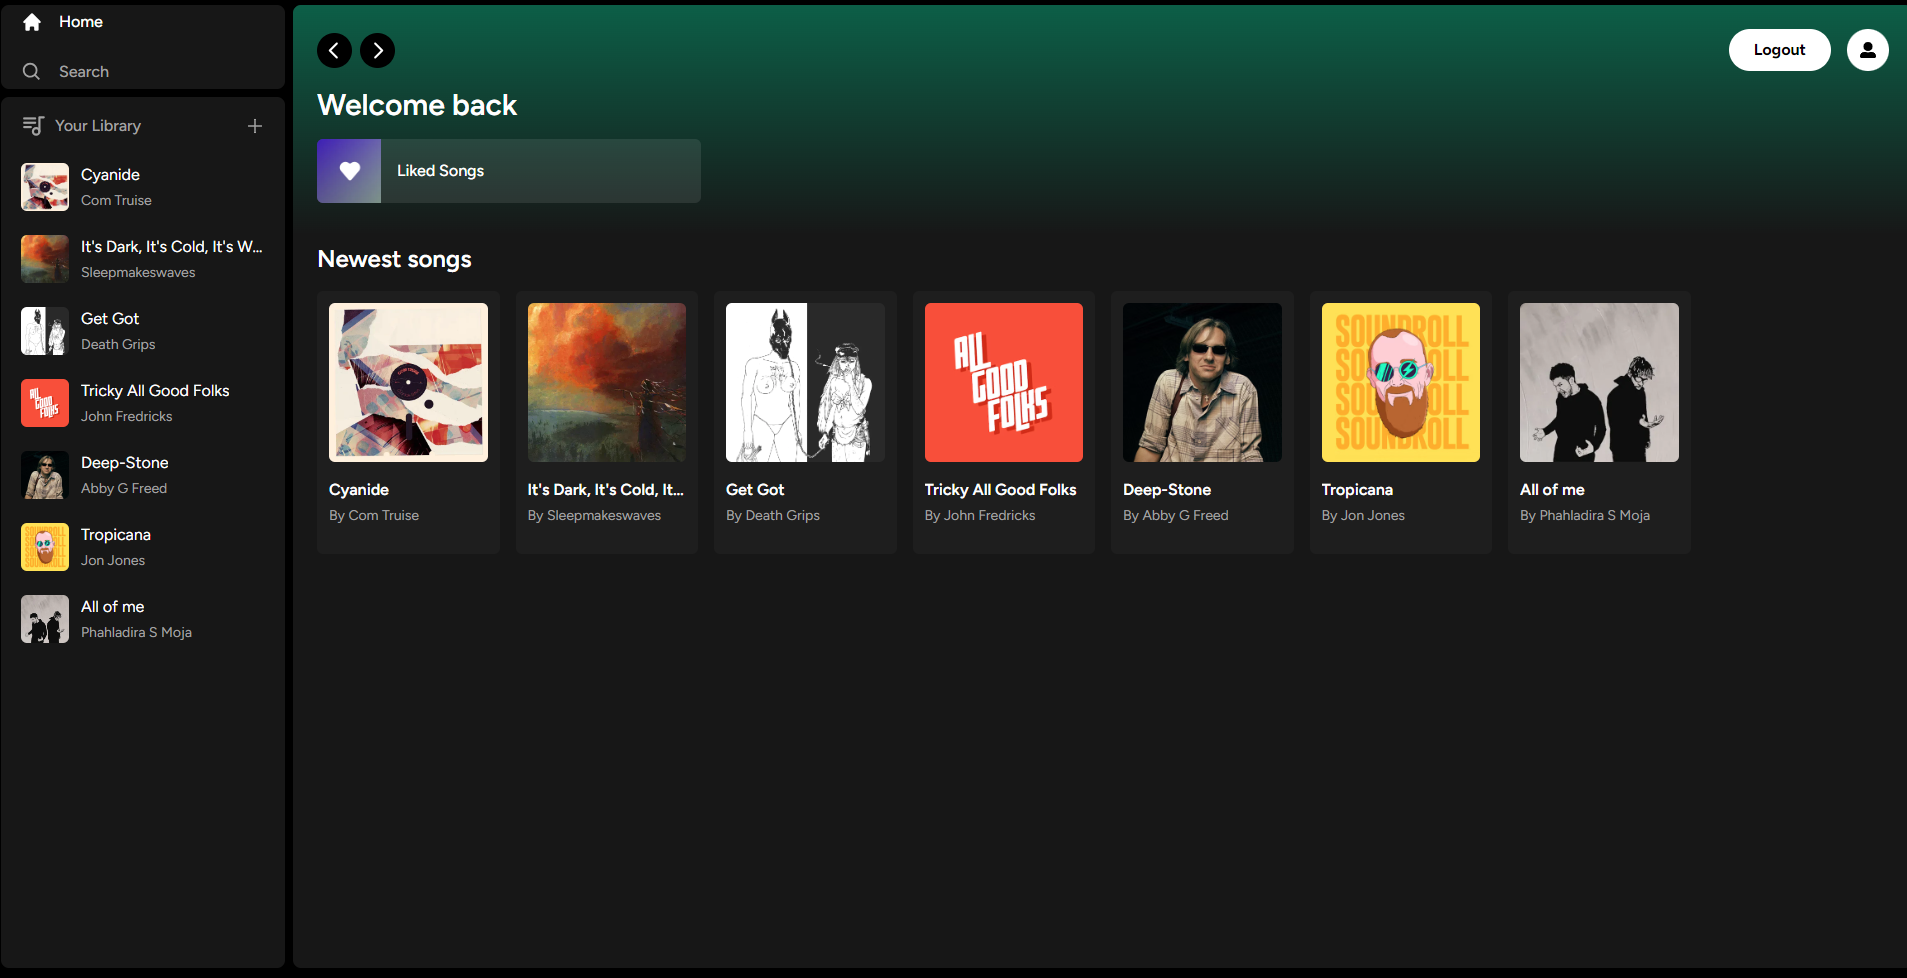 Home
Search
Your Library
Cyanide
Com Truise
It's Dark, It's Cold, It's W...
Sleepmakeswaves
Get Got
Death Grips
ALL
GOOD
FOLKS
Tricky All Good Folks
John Fredricks
Deep-Stone
Abby G Freed
Tropicana
Jon Jones
All of me
Phahladira S Moja
Logout
Welcome back
Liked Songs
Newest songs
ALL
GOOD
FOLKS
SOUNDROLL
SOUNDROLL
Cyanide
By Com Truise
It's Dark, It's Cold, It...
By Sleepmakeswaves
Get Got
By Death Grips
Tricky All Good Folks
By John Fredricks
Deep-Stone
By Abby G Freed
Tropicana
By Jon Jones
All of me
By Phahladira S Moja